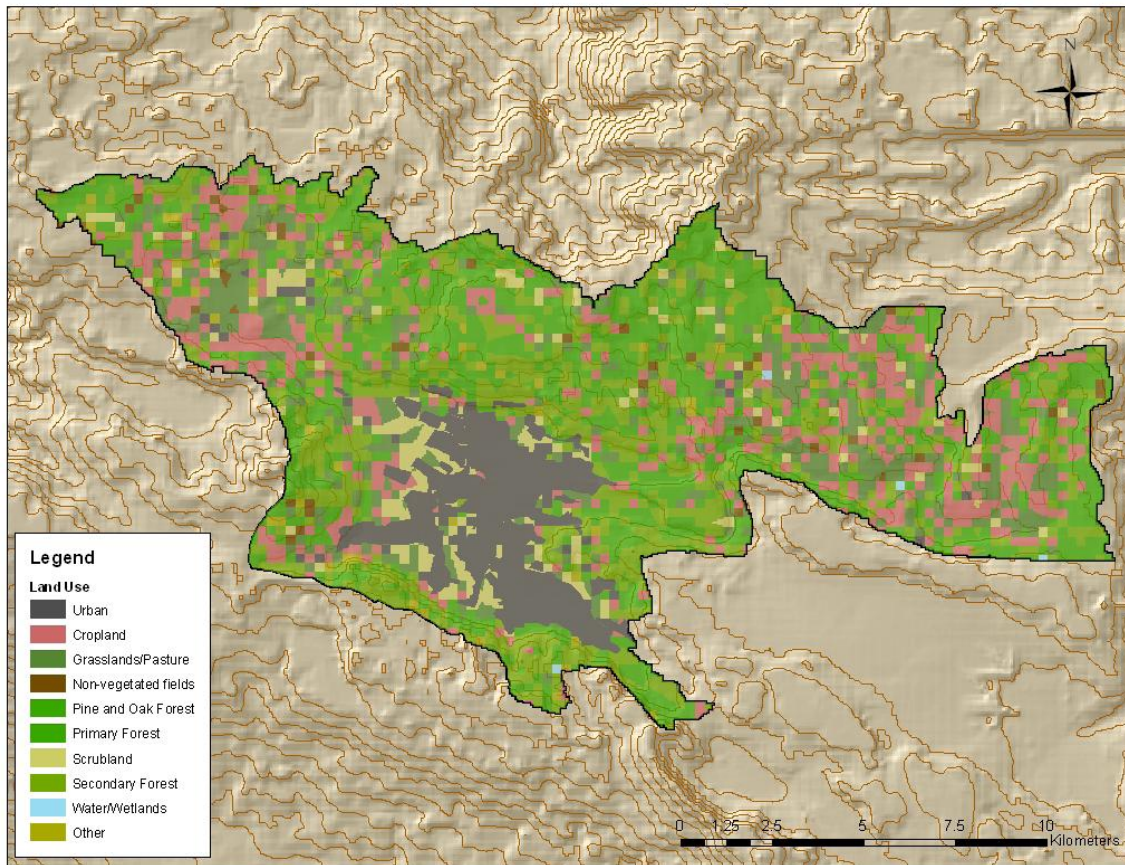 N
Legend
Land Use
Urban
Cropland
Grasslands/Pasture
Non-vegetated fields
Pine and Oak Forest
Primary Forest
Scrubland
Secondary Forest
Water/Wetlands
Other
0 1.25 2.5 5 7.5 10
Kilometers